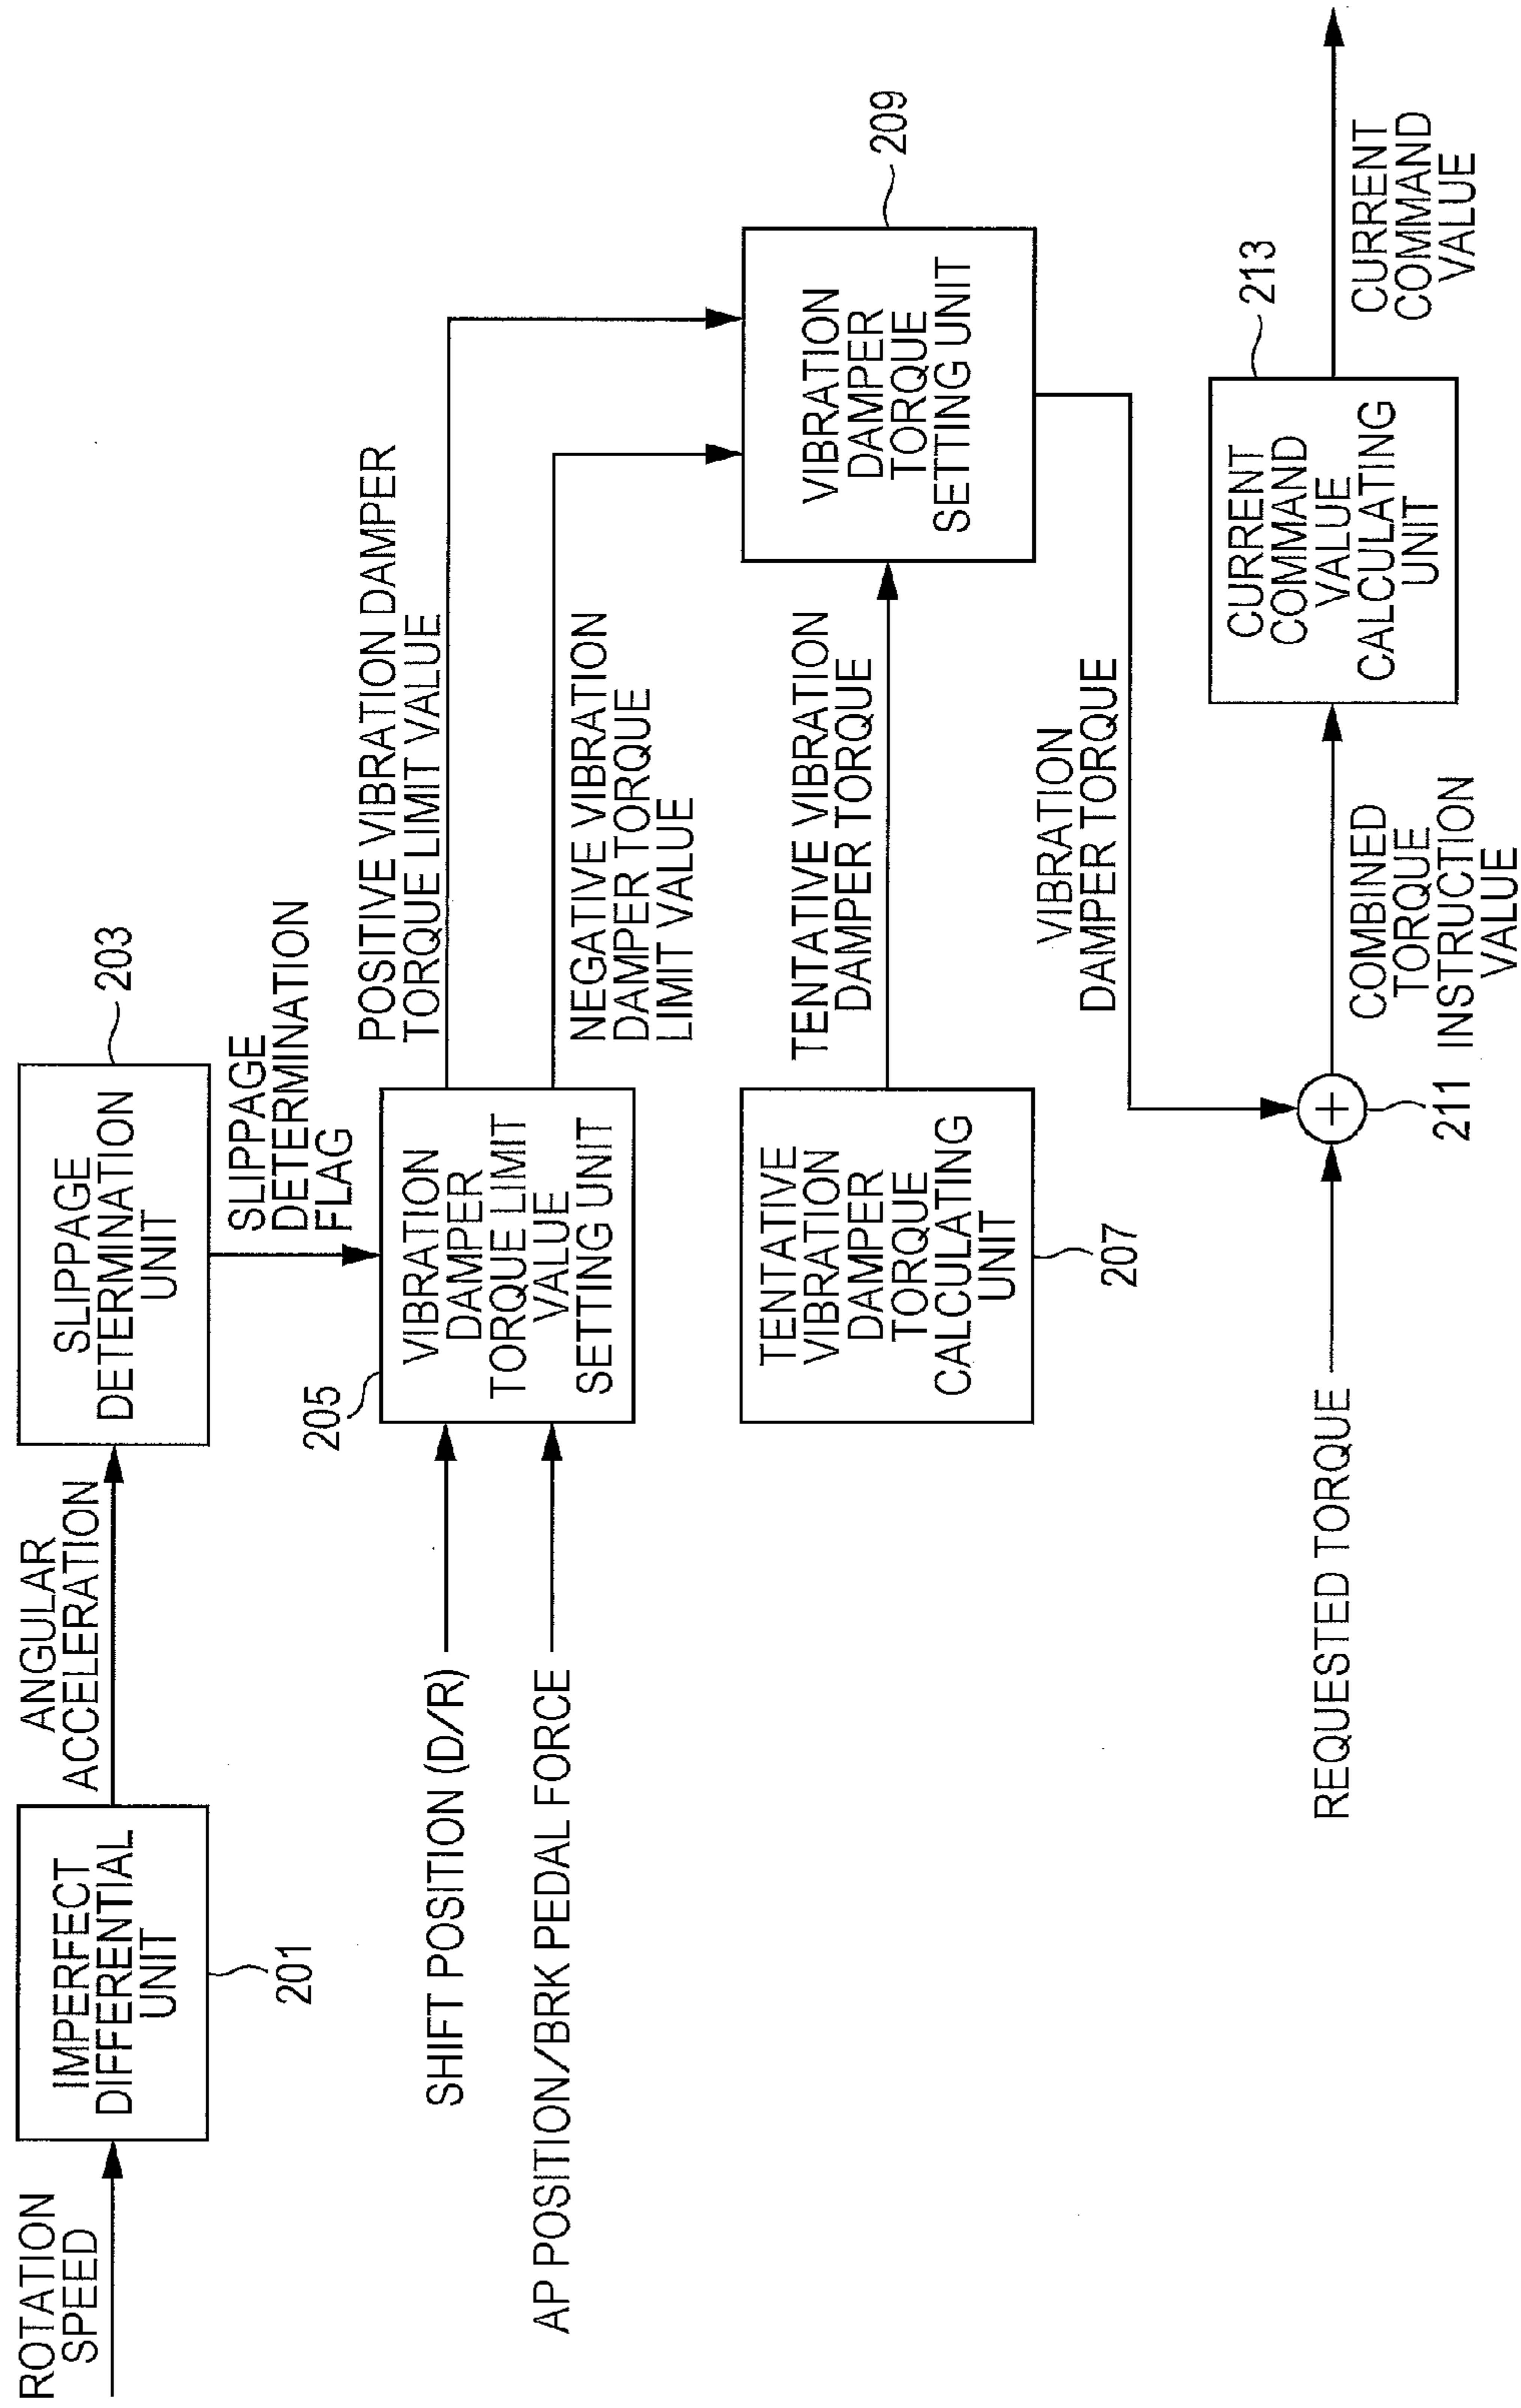 ROTATION
SPEED
IMPERFECT
DIFFERENTIAL
UNIT
201
ANGULAR
ACCELERATION
SLIPPAGE
DETERMINATION
UNIT
203
SLIPPAGE
DETERMINATION
FLAG
SHIFT POSITION (D/R)
AP POSITION/BRK PEDAL FORCE
205
VIBRATION
DAMPER
TORQUE LIMIT
VALUE
SETTING UNIT
POSITIVE VIBRATION DAMPER
TORQUE LIMIT VALUE
NEGATIVE VIBRATION
DAMPER TORQUE
LIMIT VALUE
TENTATIVE
VIBRATION
DAMPER
TORQUE
CALCULATING
UNIT
207
TENTATIVE VIBRATION
DAMPER TORQUE
VIBRATION
DAMPER
TORQUE
SETTING UNIT
209
VIBRATION
DAMPER TORQUE
REQUESTED TORQUE
+
211
COMBINED
TORQUE
INSTRUCTION
VALUE
CURRENT
COMMAND
VALUE
CALCULATING
UNIT
213
CURRENT
COMMAND
VALUE